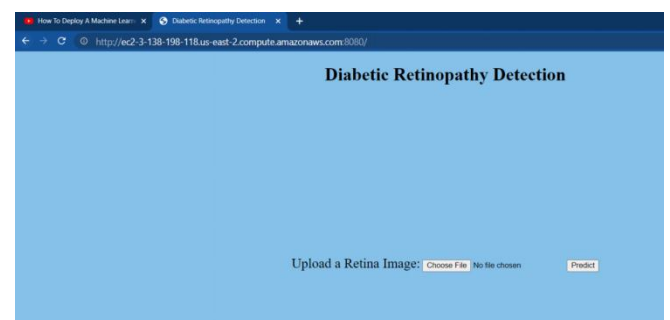 How To Deploy A Machine Learn
Diabetic Retinopathy Detection
http://ec2-3-138-198-118.us-east-2.compute.amazonaws.com:8080/
Diabetic Retinopathy Detection
Upload a Retina Image: Choose File No file chosen Predict